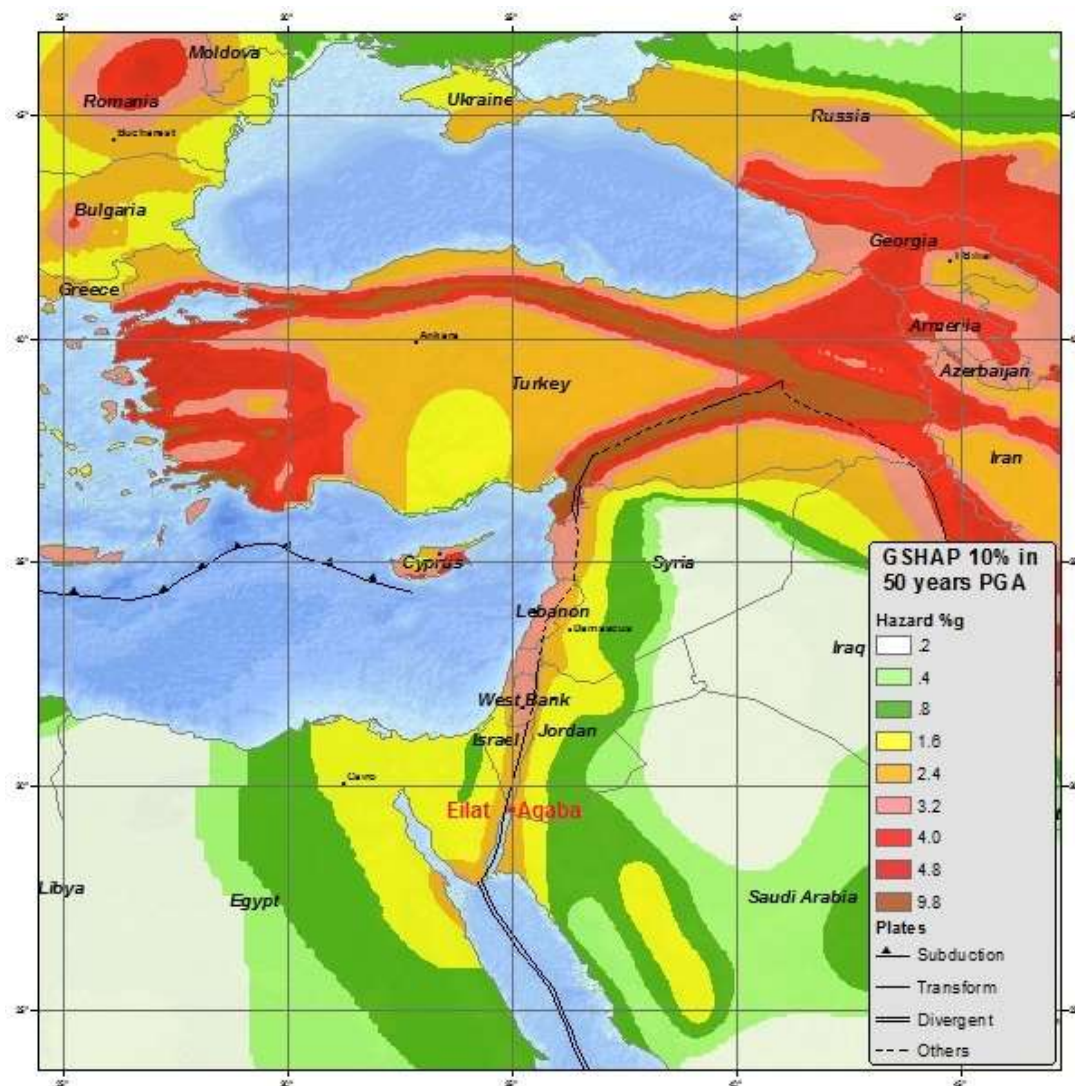 Moldova
Romania
Ukraine
Russia
Bucharest
Bulgaria
Georgia
Greece
Armenia
Ankara
Azerbaijan
Turkey
Iran
Cyprus
Syria
GSHAP 10% in
50 years PGA
Lebanon
Damascus
Hazard %g
.2
Iraq
.4
West Bank
.8
Israel
Jordan
1.6
Cairo
2.4
Eilat
Aqaba
3.2
4.0
4.8
Libya
Egypt
Saudi Arabia
9.8
Plates
Subduction
Transform
Divergent
Others